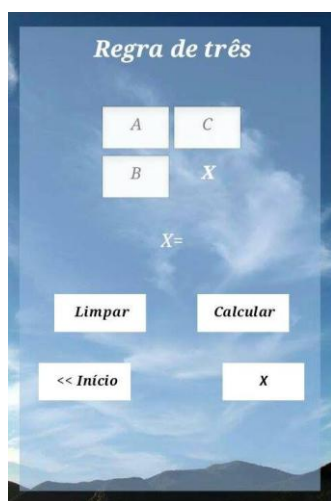 Regra de três
A C
B X
X=
Limpar Calcular
<< Início X